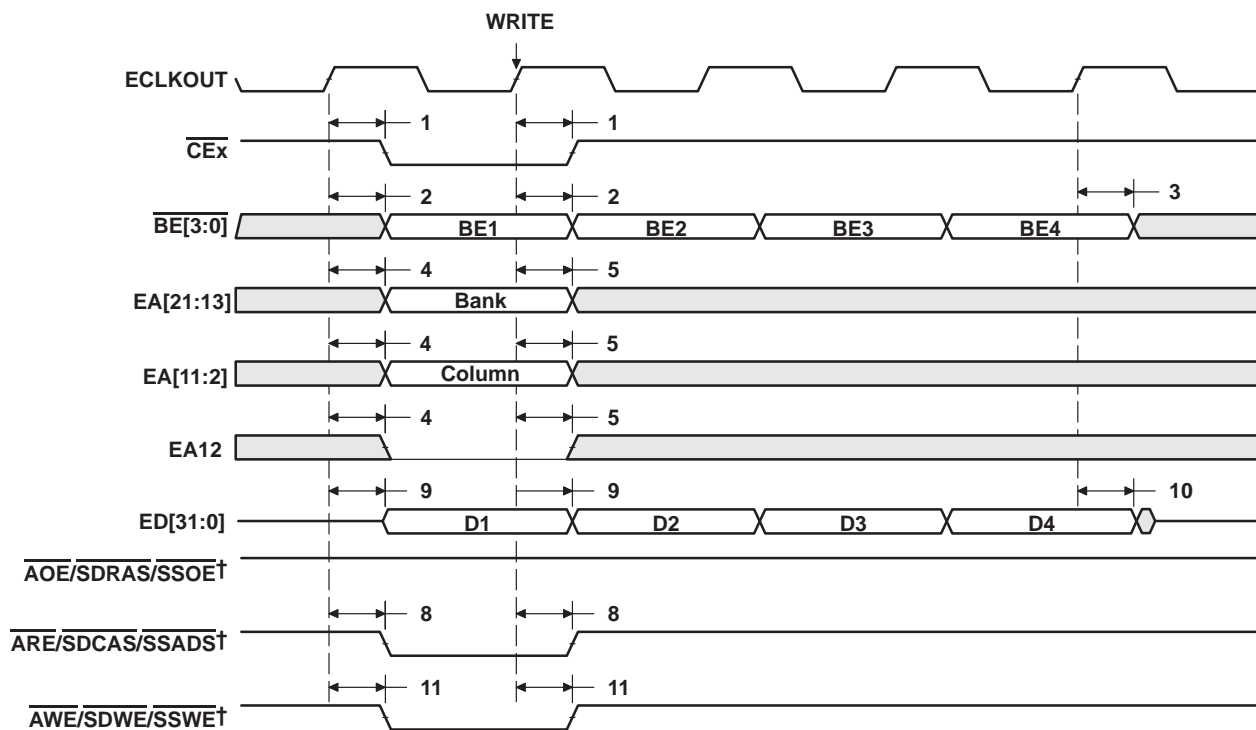 WRITE
ECLKOUT
1 1
CEx
2 2 3
BE[3:0] BE1 BE2 BE3 BE4
4 5
EA[21:13] Bank
4 5
EA[11:2] Column
4 5
EA12
9 9 10
ED[31:0] D1 D2 D3 D4
AOE/SDRAS/SSOE†
8 8
ARE/SDCAS/SSADS†
11 11
AWE/SDWE/SSWE†